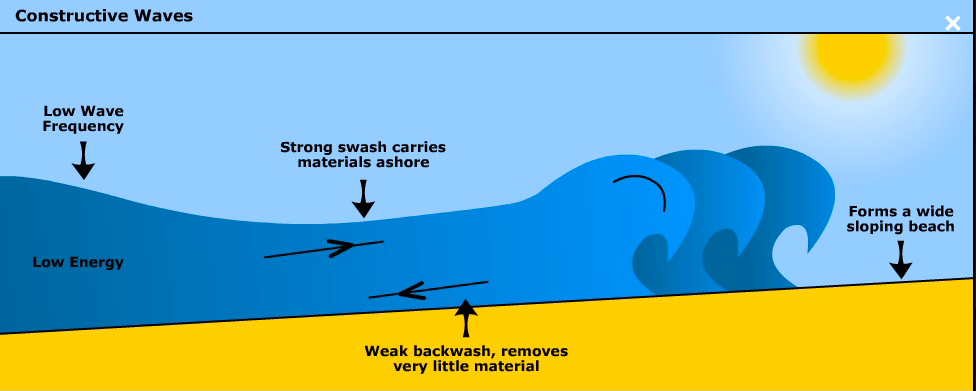 Constructive Waves
Low Wave
Frequency
Strong swash carries
materials ashore
Forms a wide
sloping beach
Low Energy
Weak backwash, removes
very little material